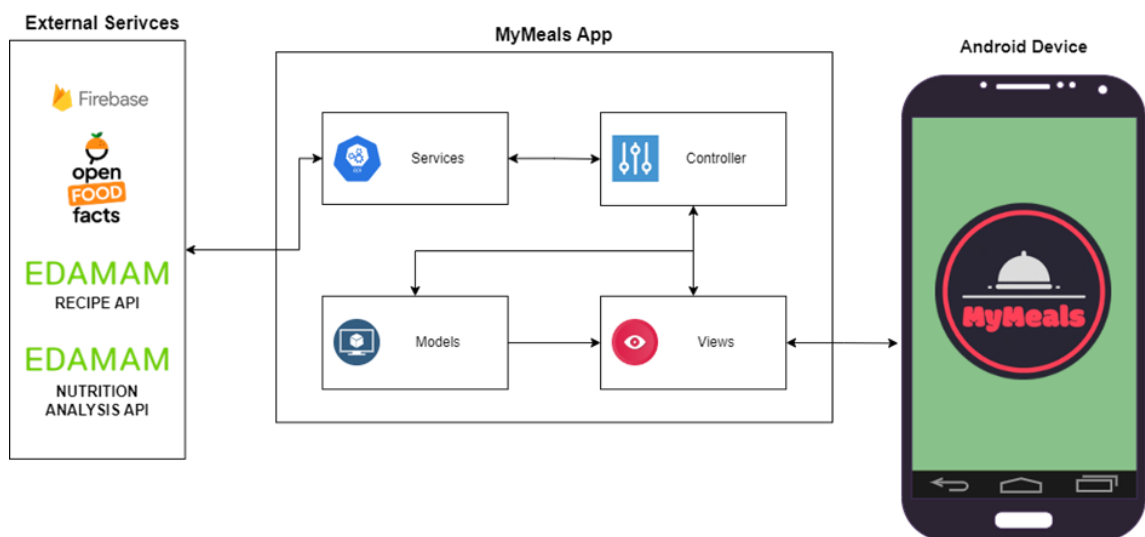 External Serivces
Firebase
open
FOOD
facts
EDAMAM
RECIPE API
EDAMAM
NUTRITION
ANALYSIS API
MyMeals App
Services
Controller
Models
Views
Android Device
MyMeals